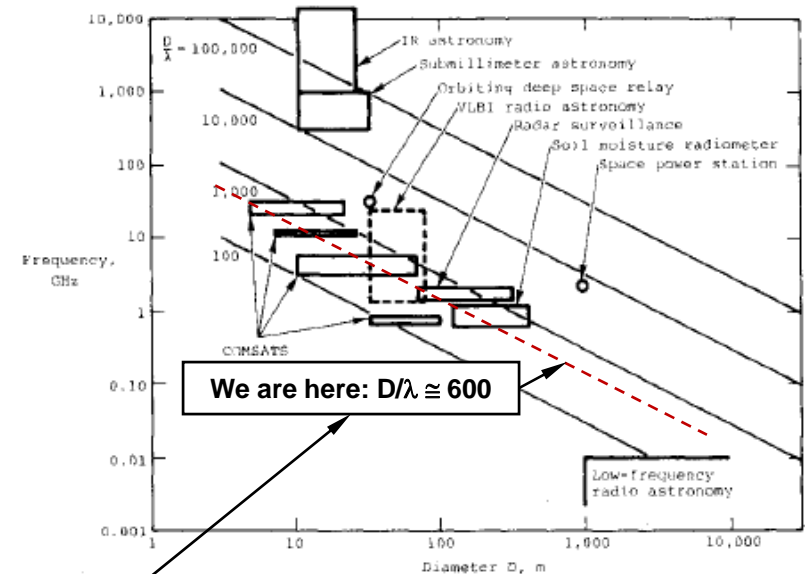 10,000
D/λ = 100,000
IR astronomy
Submillimeter astronomy
1,000
Orbiting deep space relay
VLBI radio astronomy
10,000
Radar surveillance
Soil moisture radiometer
100
Space power station
1,000
10
Frequency,
GHz
100
1
COMSATS
0.10
We are here: D/λ ≅ 600
0.01
Low-frequency
radio astronomy
0.001
1
10
100
1,000
10,000
Diameter D, m